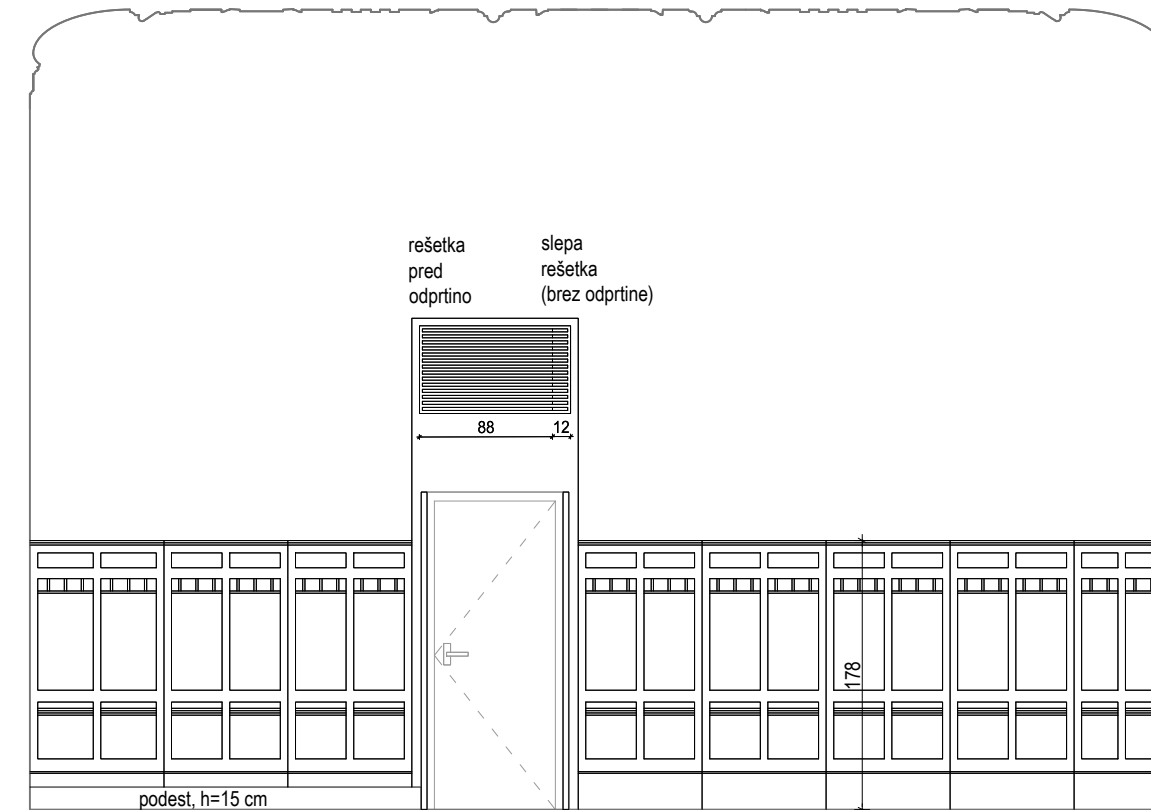 rešetka
pred
odprtino
slepa
rešetka
(brez odprtine)
88
12
178
podest, h=15 cm